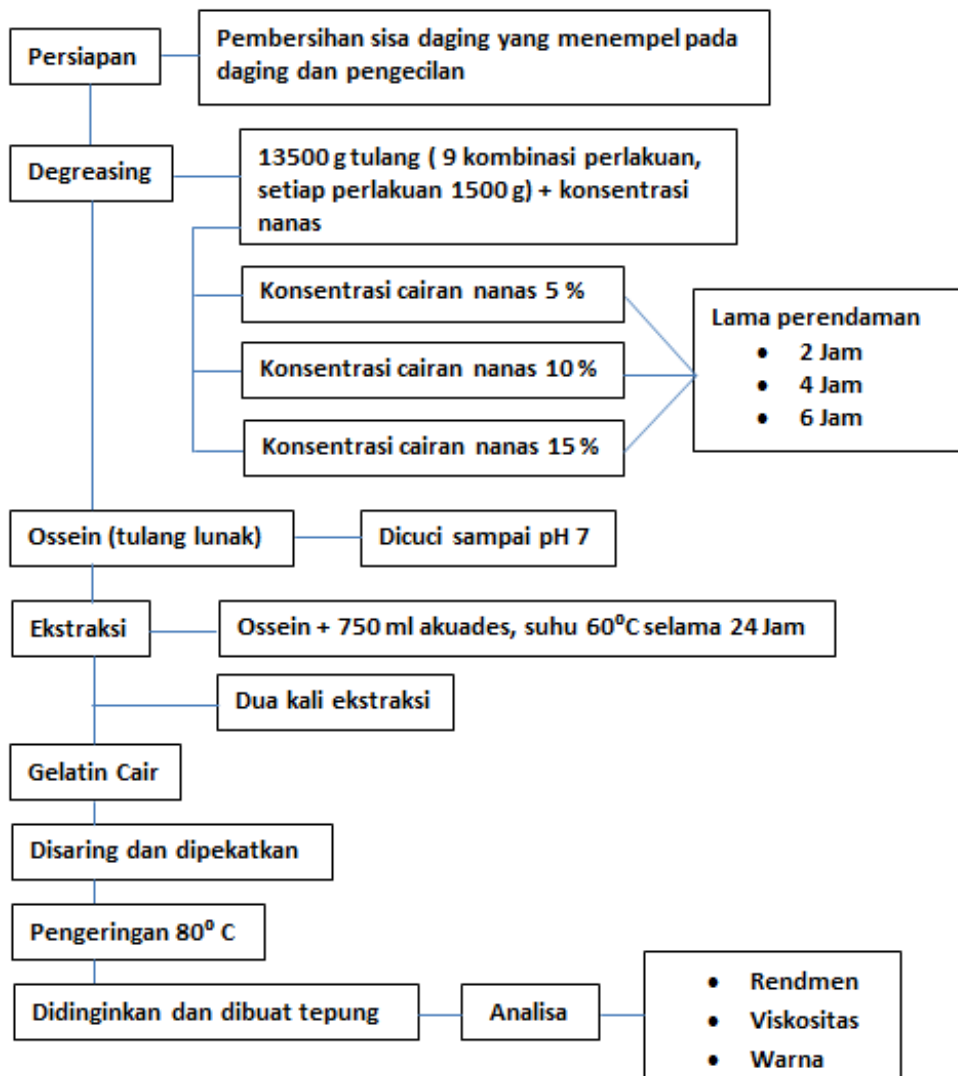 Persiapan
Pembersihan sisa daging yang menempel pada
daging dan pengecilan
Degreasing
13500 g tulang ( 9 kombinasi perlakuan,
setiap perlakuan 1500 g) + konsentrasi
nanas
Konsentrasi cairan nanas 5 %
Konsentrasi cairan nanas 10 %
Konsentrasi cairan nanas 15 %
Lama perendaman
• 2 Jam
• 4 Jam
• 6 Jam
Ossein (tulang lunak)
Dicuci sampai pH 7
Ekstraksi
Ossein + 750 ml akuades, suhu 60⁰C selama 24 Jam
Dua kali ekstraksi
Gelatin Cair
Disaring dan dipekatkan
Pengeringan 80⁰ C
Didinginkan dan dibuat tepung
Analisa
• Rendmen
• Viskositas
• Warna